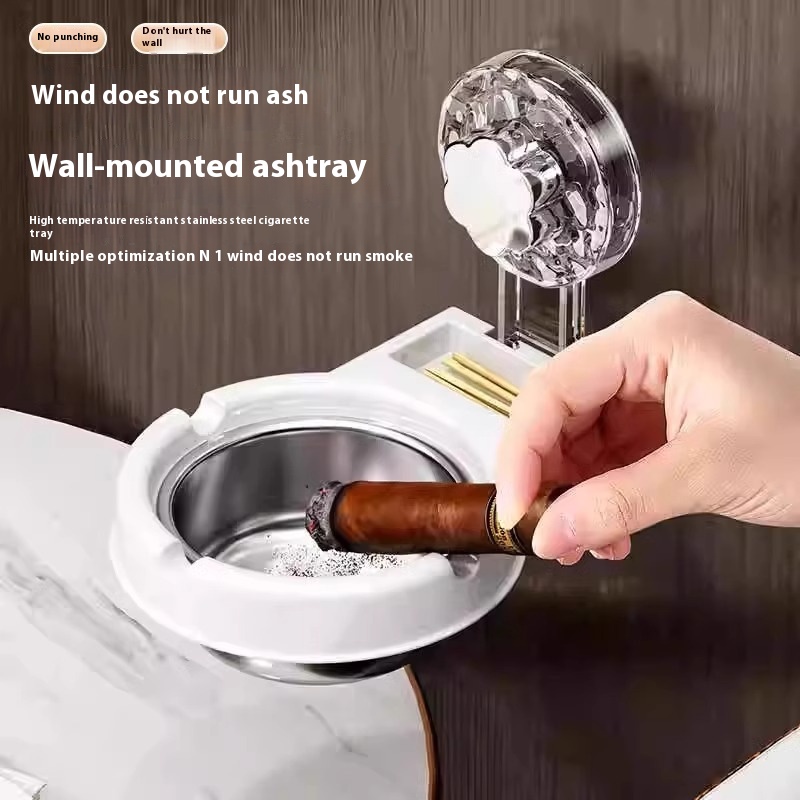 No punching
Don't hurt the
wall
Wind does not run ash
Wall-mounted ashtray
High temperature resistant stainless steel cigarette
tray
Multiple optimization N 1 wind does not run smoke